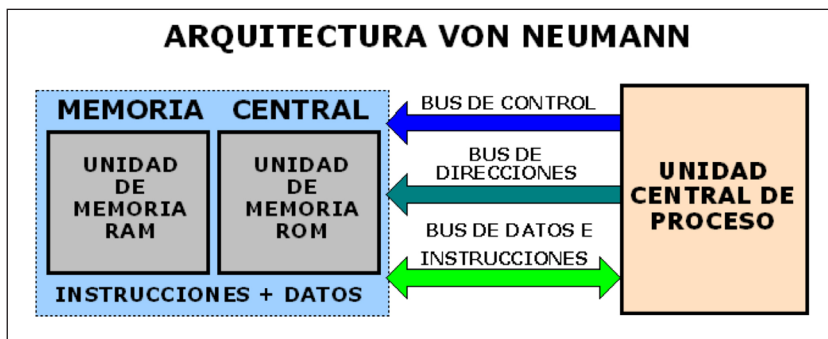 ARQUITECTURA VON NEUMANN
MEMORIA CENTRAL
UNIDAD
DE
MEMORIA
RAM
UNIDAD
DE
MEMORIA
ROM
INSTRUCCIONES + DATOS
BUS DE CONTROL
BUS DE
DIRECCIONES
BUS DE DATOS E
INSTRUCCIONES
UNIDAD
CENTRAL DE
PROCESO